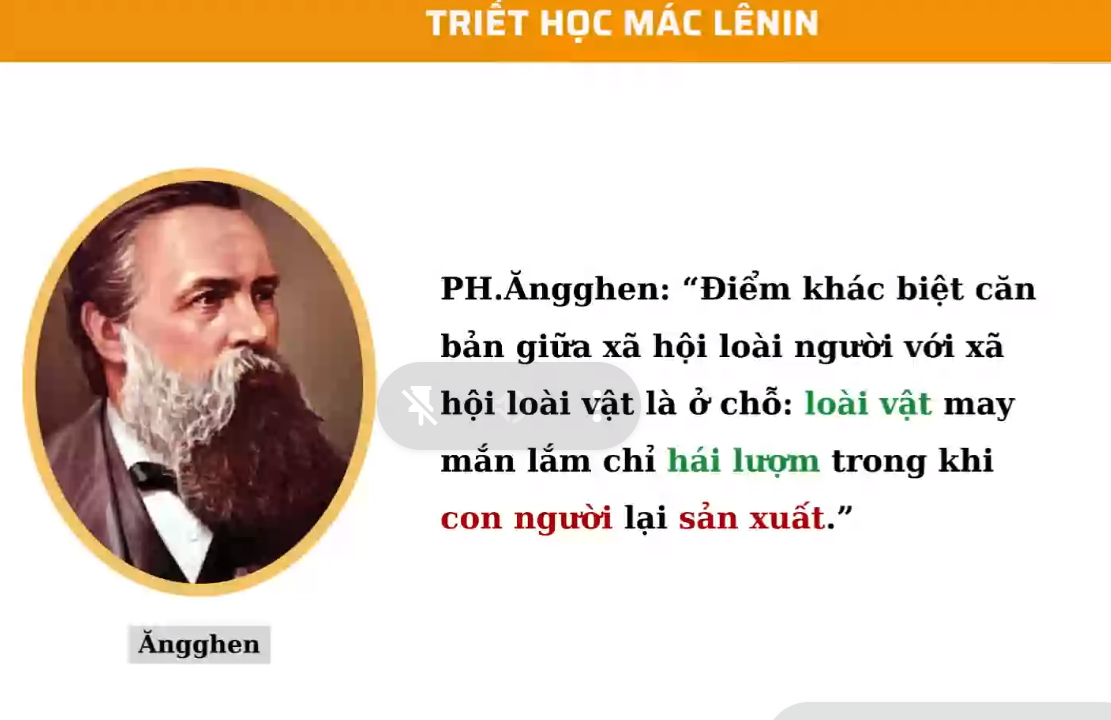 TRIẾT HỌC MÁC LÊNIN
PH.Ăngghen: “Điểm khác biệt căn
bản giữa xã hội loài người với xã
hội loài vật là ở chỗ: loài vật may
mắn lắm chỉ hái lượm trong khi
con người lại sản xuất.”
Ăngghen